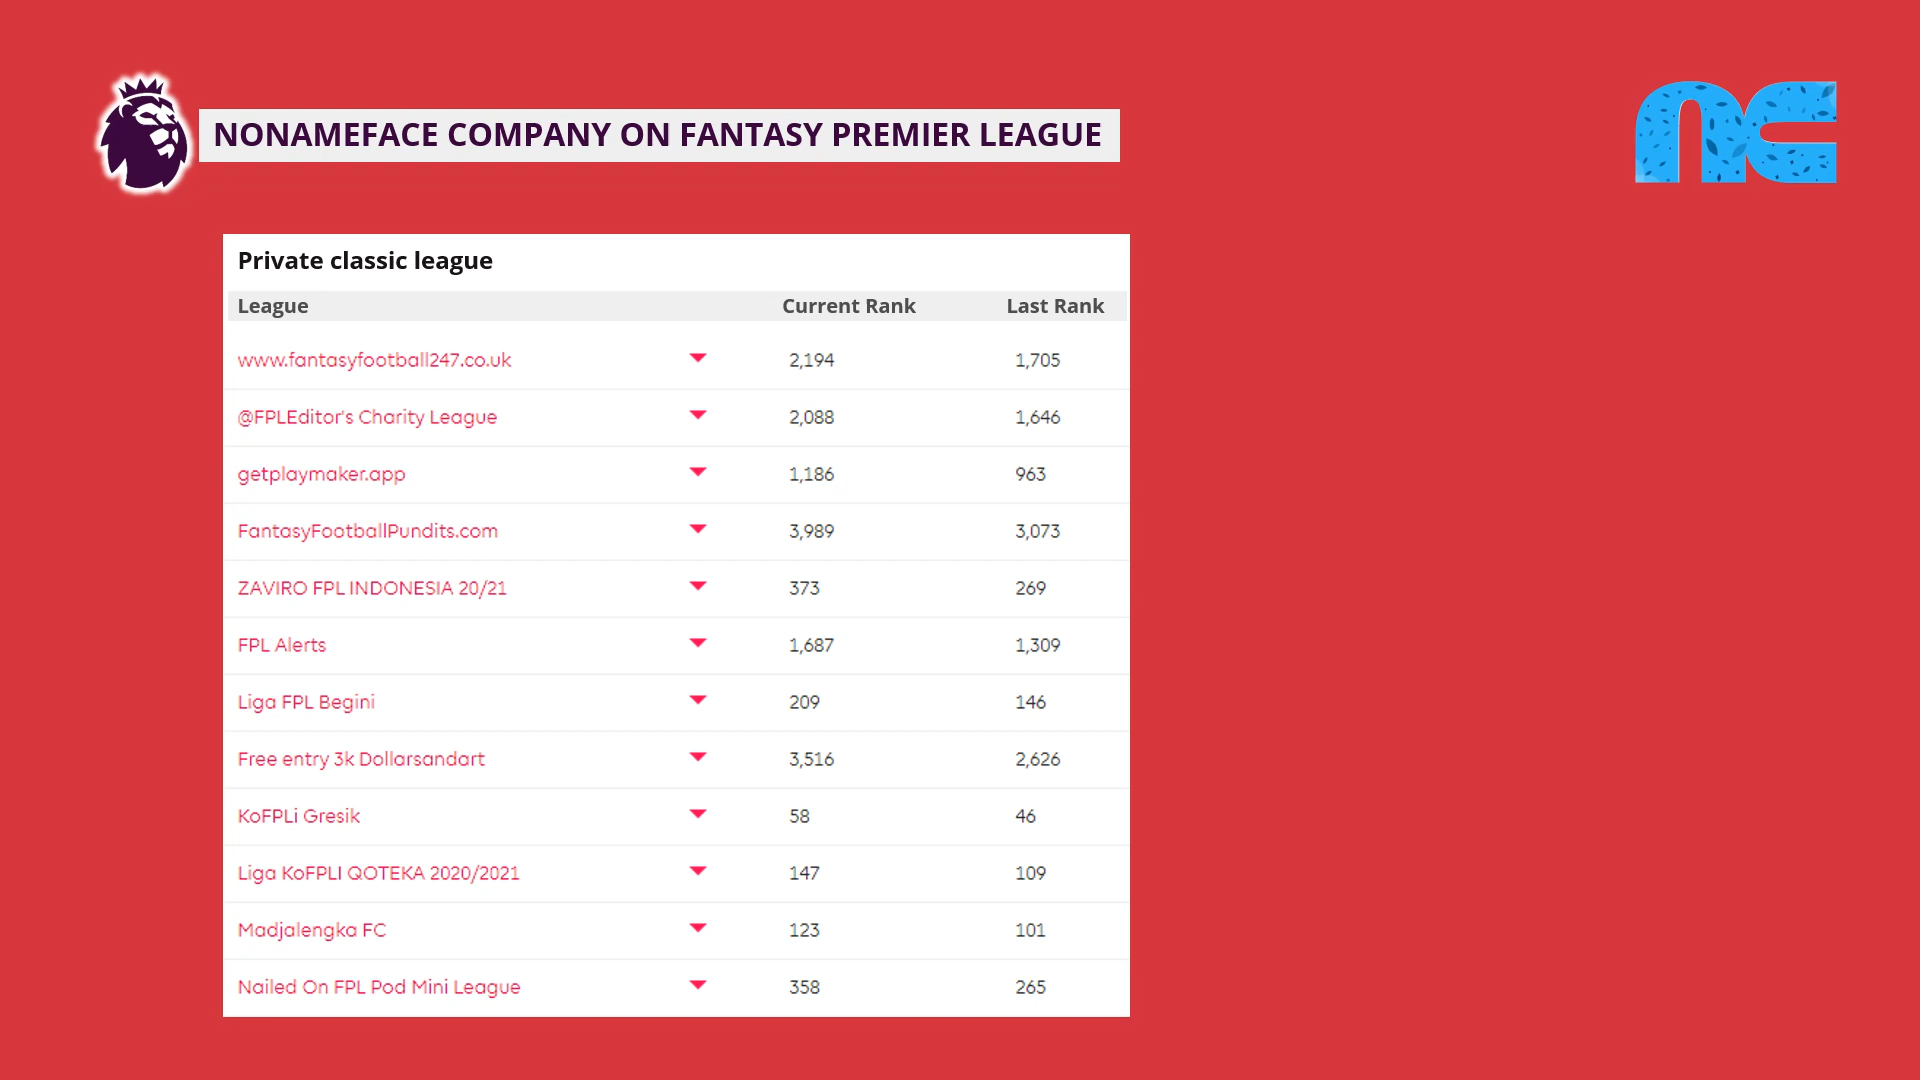 NONAMEFACE COMPANY ON FANTASY PREMIER LEAGUE
nc
Private classic league
League Current Rank Last Rank
www.fantasyfootball247.co.uk 2,194 1,705
@FPLEditor's Charity League 2,088 1,646
getplaymaker.app 1,186 963
FantasyFootballPundits.com 3,989 3,073
ZAVIRO FPL INDONESIA 20/21 373 269
FPL Alerts 1,687 1,309
Liga FPL Begini 209 146
Free entry 3k Dollarsandart 3,516 2,626
KoFPLi Gresik 58 46
Liga KoFPLI QOTEKA 2020/2021 147 109
Madjalengka FC 123 101
Nailed On FPL Pod Mini League 358 265